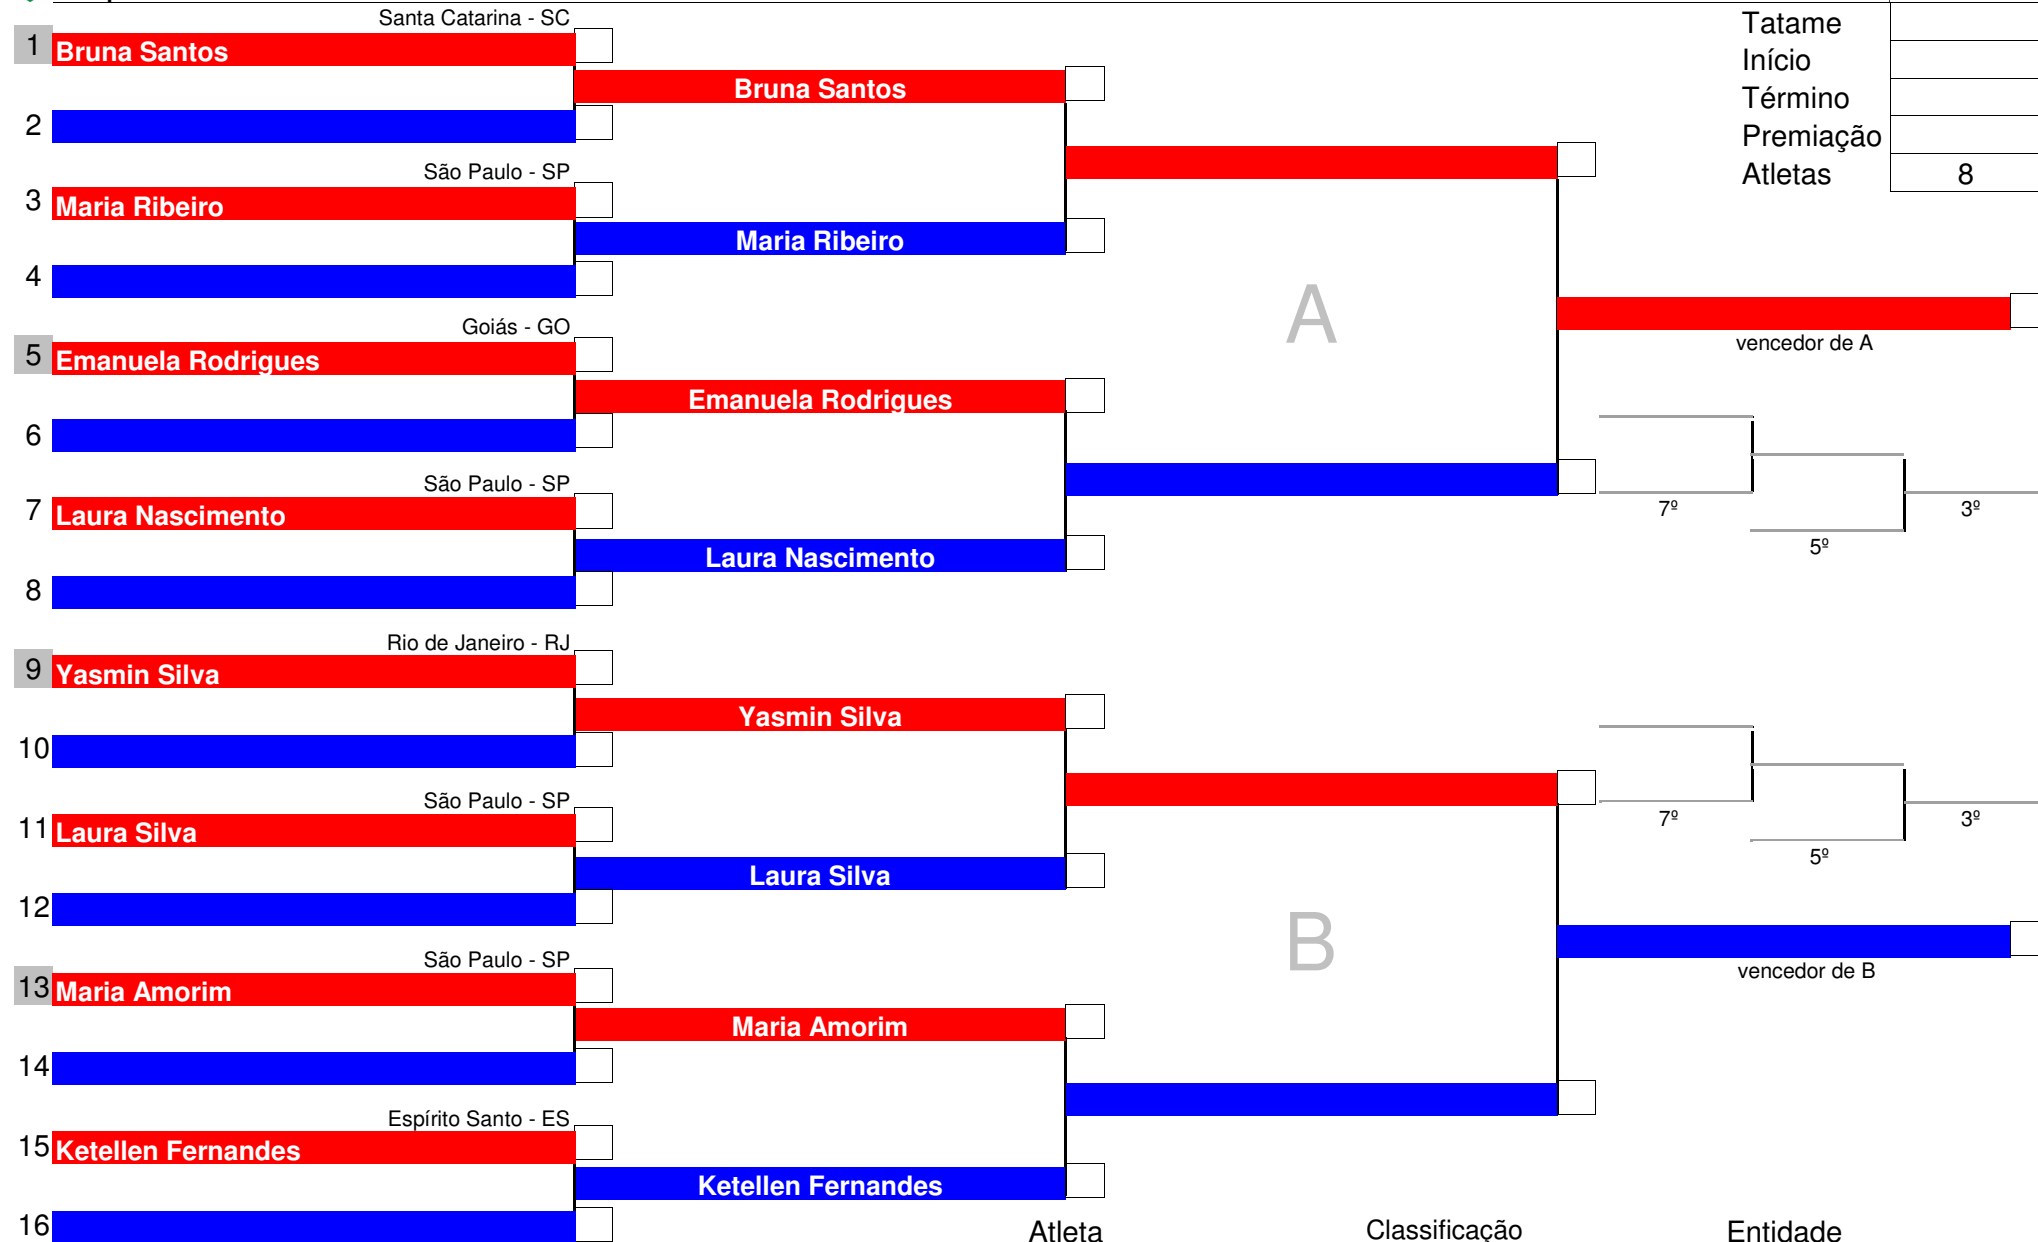 Santa Catarina - SC
1 Bruna Santos
Bruna Santos
2
São Paulo - SP
3 Maria Ribeiro
Maria Ribeiro
4
Goiás - GO
5 Emanuela Rodrigues
Emanuela Rodrigues
6
São Paulo - SP
7 Laura Nascimento
Laura Nascimento
8
Rio de Janeiro - RJ
9 Yasmin Silva
Yasmin Silva
10
São Paulo - SP
11 Laura Silva
Laura Silva
12
São Paulo - SP
13 Maria Amorim
Maria Amorim
14
Espírito Santo - ES
15 Ketellen Fernandes
Ketellen Fernandes
16
A
B
Tatame
Início
Término
Premiação
Atletas 8
vencedor de A
7º
3º
5º
7º
3º
5º
vencedor de B
Atleta Classificação Entidade